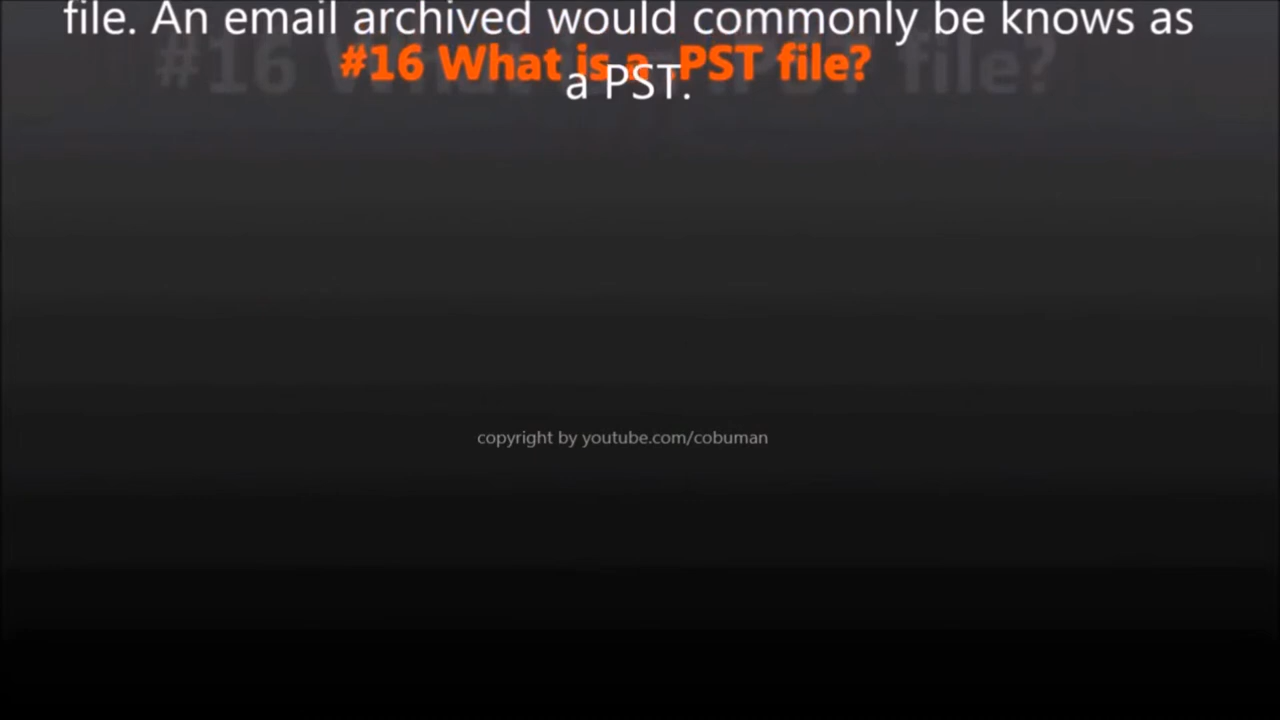 file. An email archived would commonly be knows as
#16 What is a .PST file?
a PST.
copyright by youtube.com/cobuman